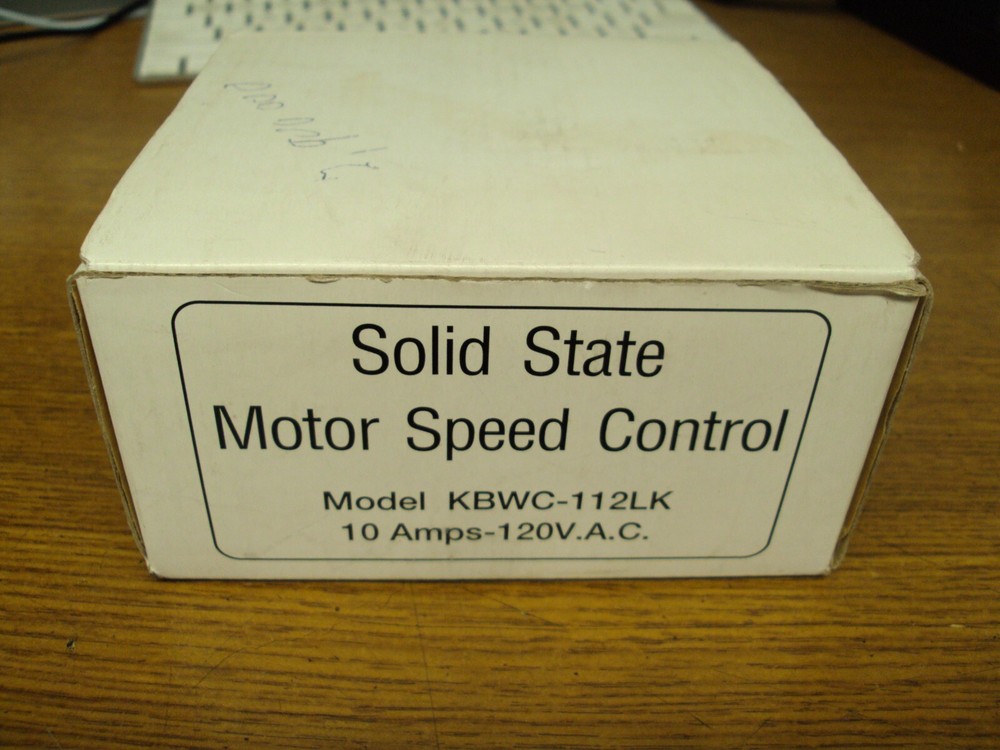 Solid State
Motor Speed Control
Model KBWC-112LK
10 Amps-120V.A.C.